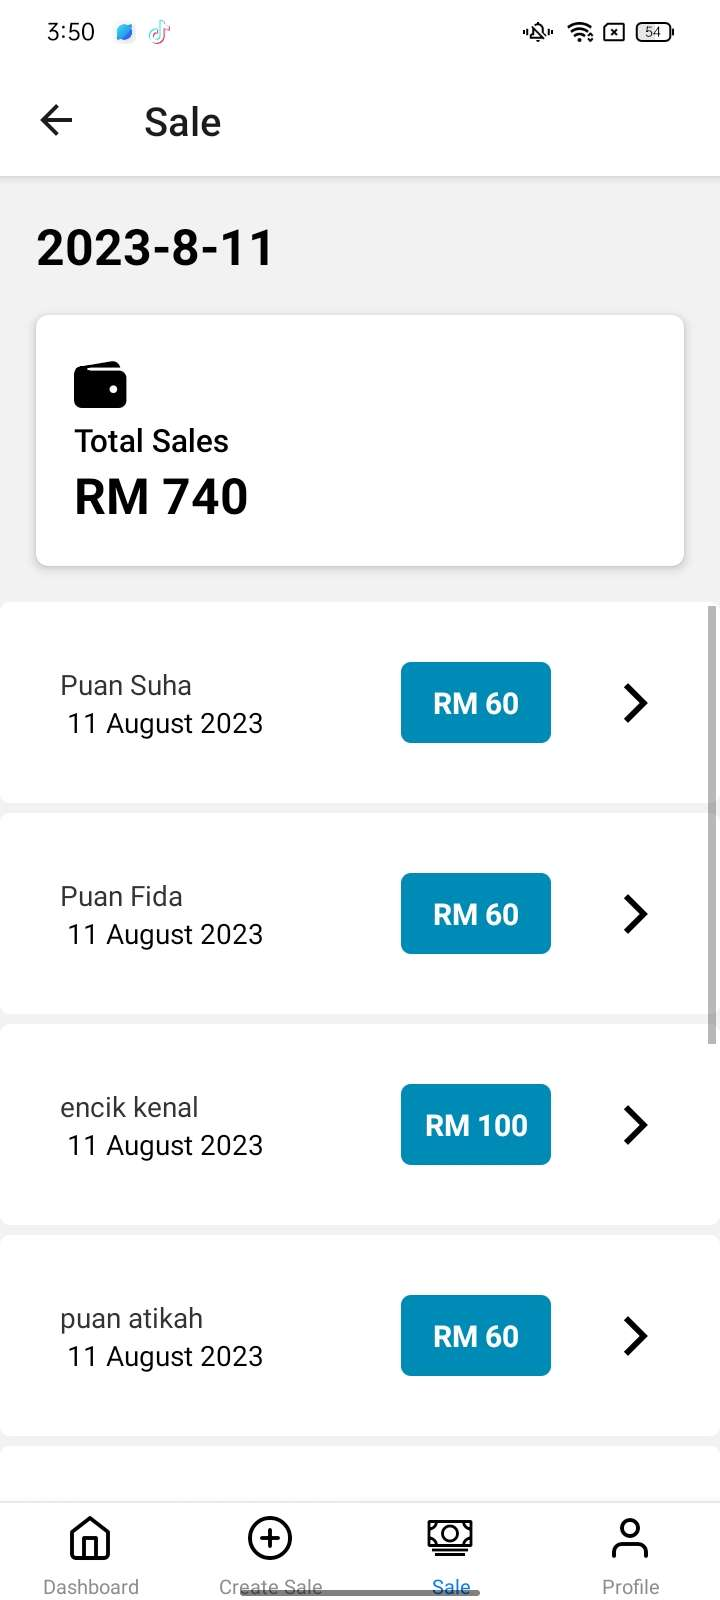 3:50
54
Sale
2023-8-11
Total Sales
RM 740
Puan Suha
11 August 2023
RM 60
Puan Fida
11 August 2023
RM 60
encik kenal
11 August 2023
RM 100
puan atikah
11 August 2023
RM 60
Dashboard
Create Sale
Sale
Profile